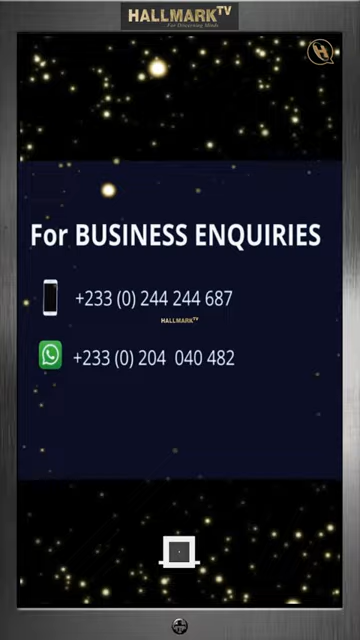 HALLMARKTV
For Discerning Minds
For BUSINESS ENQUIRIES
+233 (0) 244 244 687
HALLMARKTV
+233 (0) 204 040 482